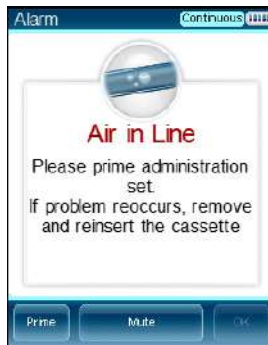 Alarm
Continuous
Air in Line
Please prime administration
set.
If problem reoccurs, remove
and reinsert the cassette
Prime
Mute
OK